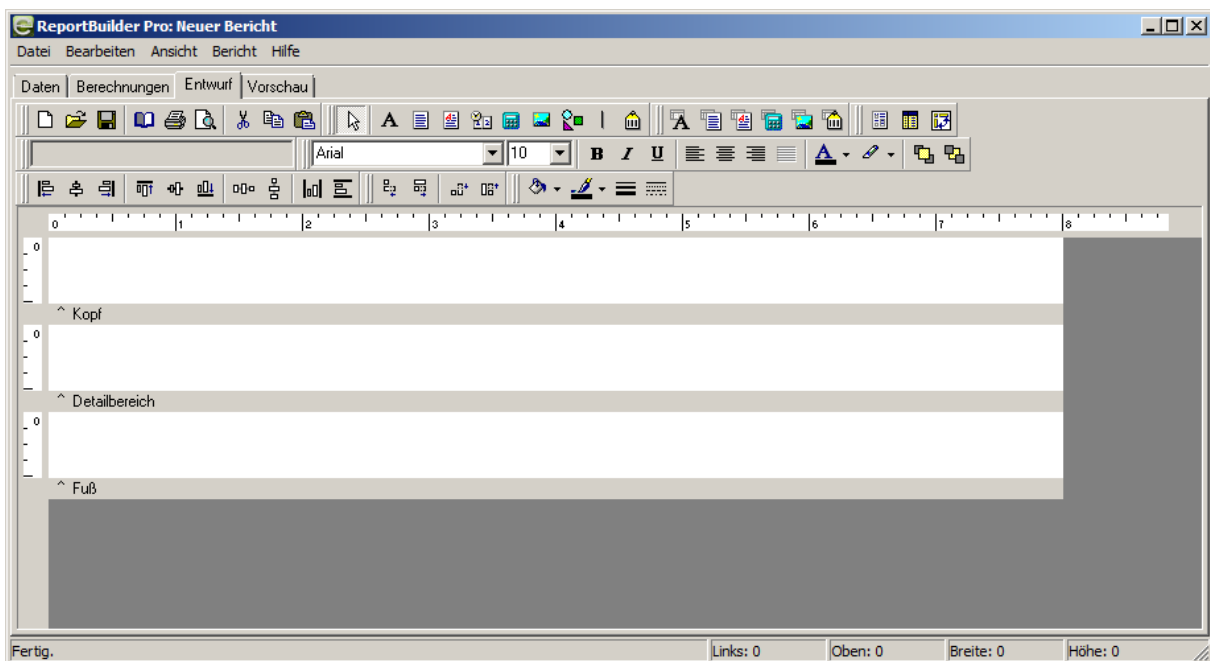 ReportBuilder Pro: Neuer Bericht
Datei Bearbeiten Ansicht Bericht Hilfe
Daten Berechnungen Entwurf Vorschau
Arial 10 B I U A
0 1 2 3 4 5 6 7 8
0
^ Kopf
0
^ Detailbereich
0
^ Fuß
Fertig. Links: 0 Oben: 0 Breite: 0 Höhe: 0